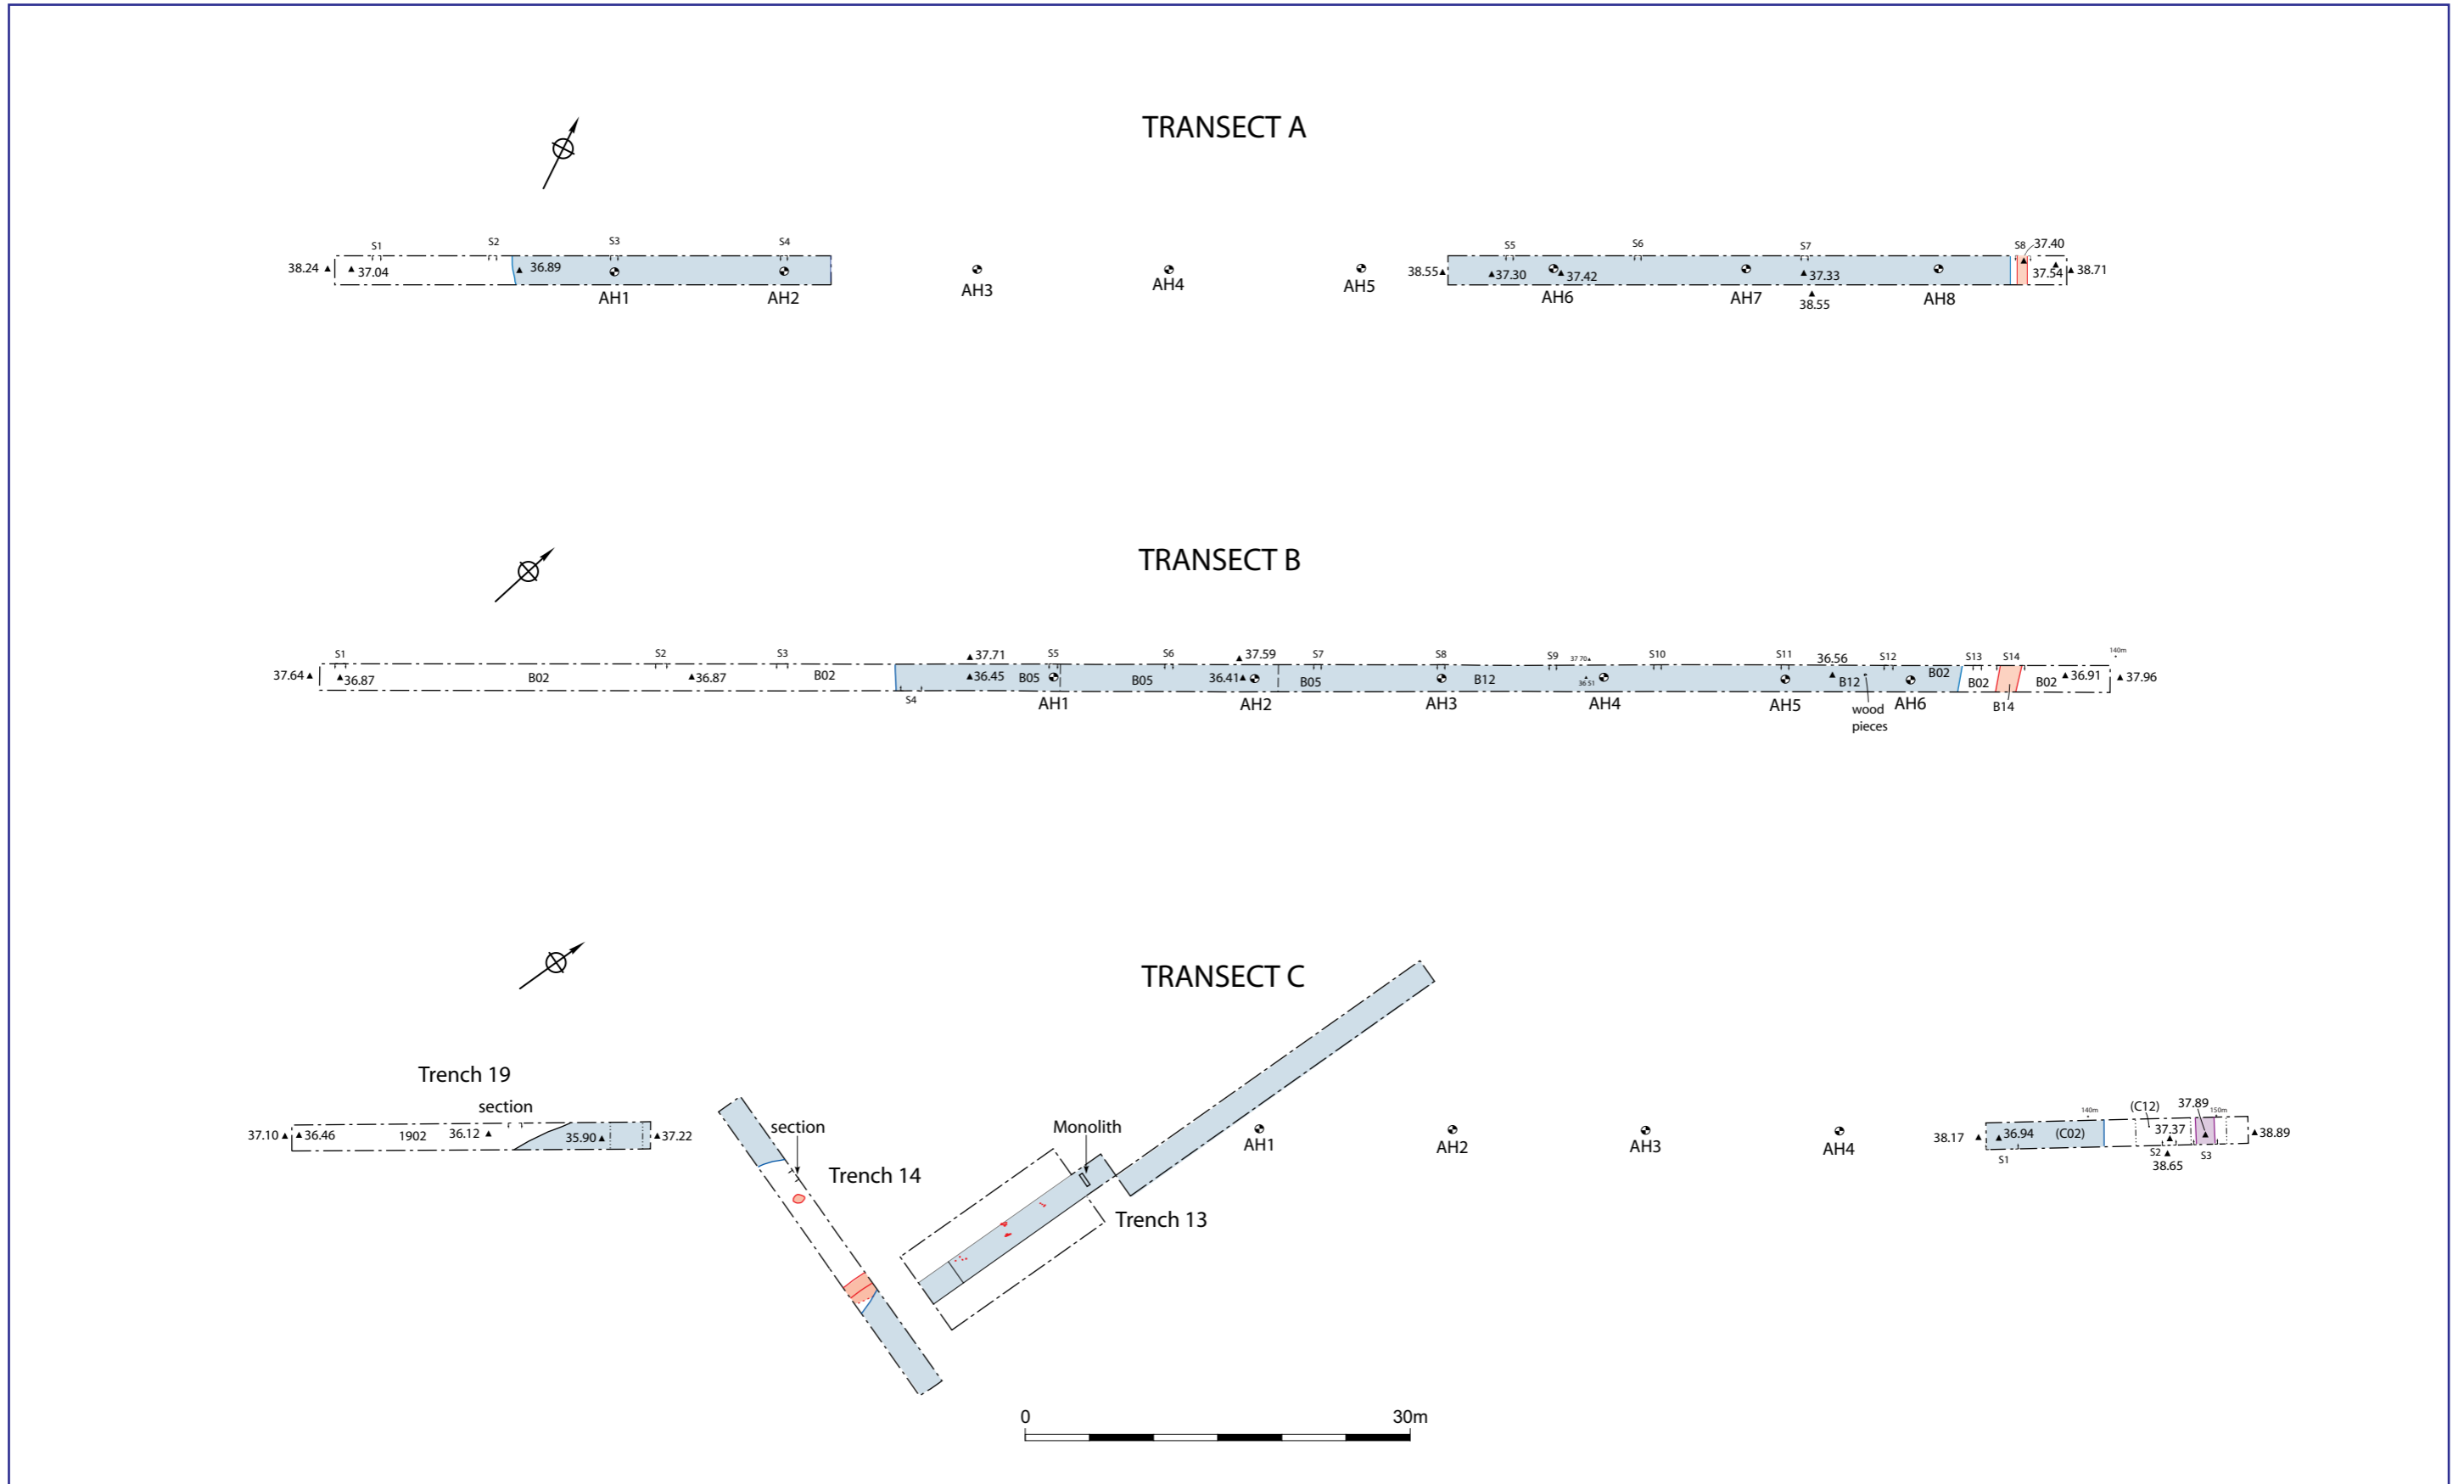 TRANSECT A
S1 S2 S3 S4 S5 S6 S7 S8 37.40
38.24 37.04 36.89 38.55 37.30 37.42 37.33 37.54 38.71
AH1 AH2 AH3 AH4 AH5 AH6 AH7 AH8
38.55
TRANSECT B
S1 S2 S3 37.71 S5 S6 37.59 S7 S8 S9 37 70 S10 S11 36.56 S12 S13 S14 140m
37.64 36.87 B02 36.87 B02 36.45 B05 B05 36.41 B05 B12 36 51 B12 B02 B02 B02 36.91 37.96
S4 AH1 AH2 AH3 AH4 AH5 wood AH6 B14
pieces
TRANSECT C
Trench 19
section
37.10 36.46 1902 36.12 35.90 37.22
section
Trench 14
Monolith
Trench 13
AH1 AH2 AH3 AH4
140m (C12) 37.89 150m
38.17 36.94 (C02) 37.37 38.89
S1 S2 S3
38.65
0 30m